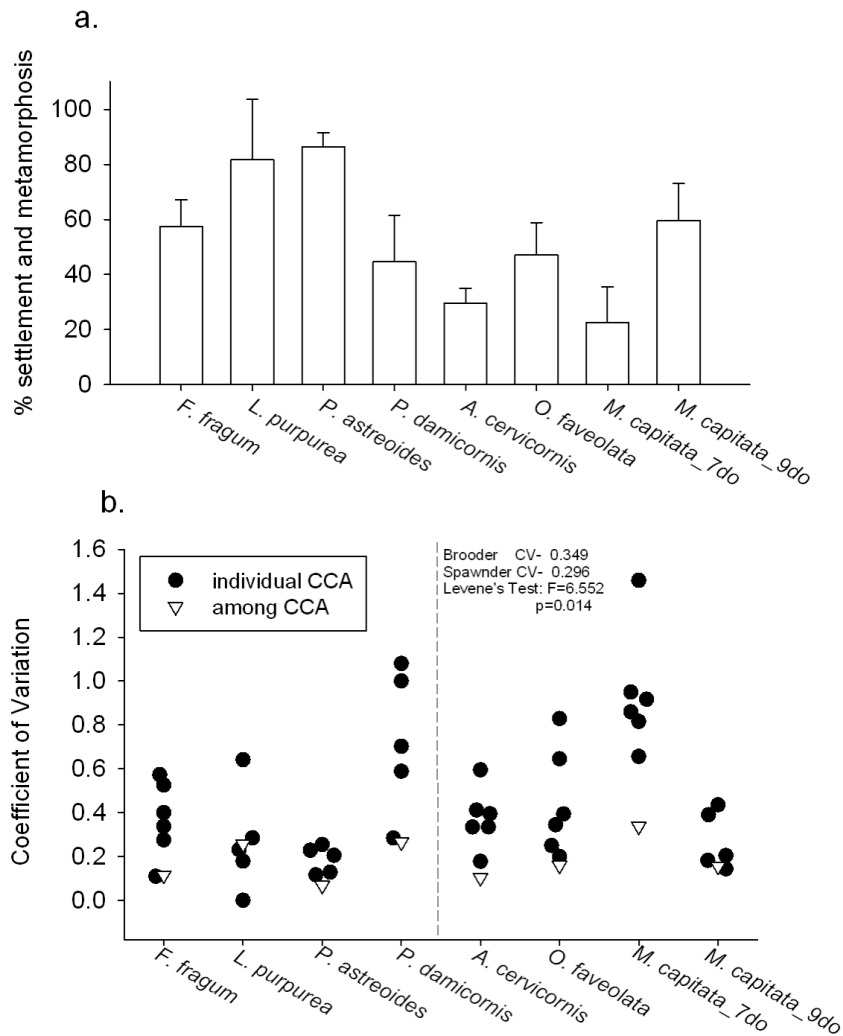 a.
% settlement and metamorphosis
100
80
60
40
20
0
F. fragum
L. purpurea
P. astreoides
P. damicornis
A. cervicornis
O. faveolata
M. capitata_7do
M. capitata_9do
b.
Coefficient of Variation
1.6
1.4
1.2
1.0
0.8
0.6
0.4
0.2
0.0
individual CCA
among CCA
Brooder CV- 0.349
Spawnder CV- 0.296
Levene's Test: F=6.552
p=0.014
F. fragum
L. purpurea
P. astreoides
P. damicornis
A. cervicornis
O. faveolata
M. capitata_7do
M. capitata_9do